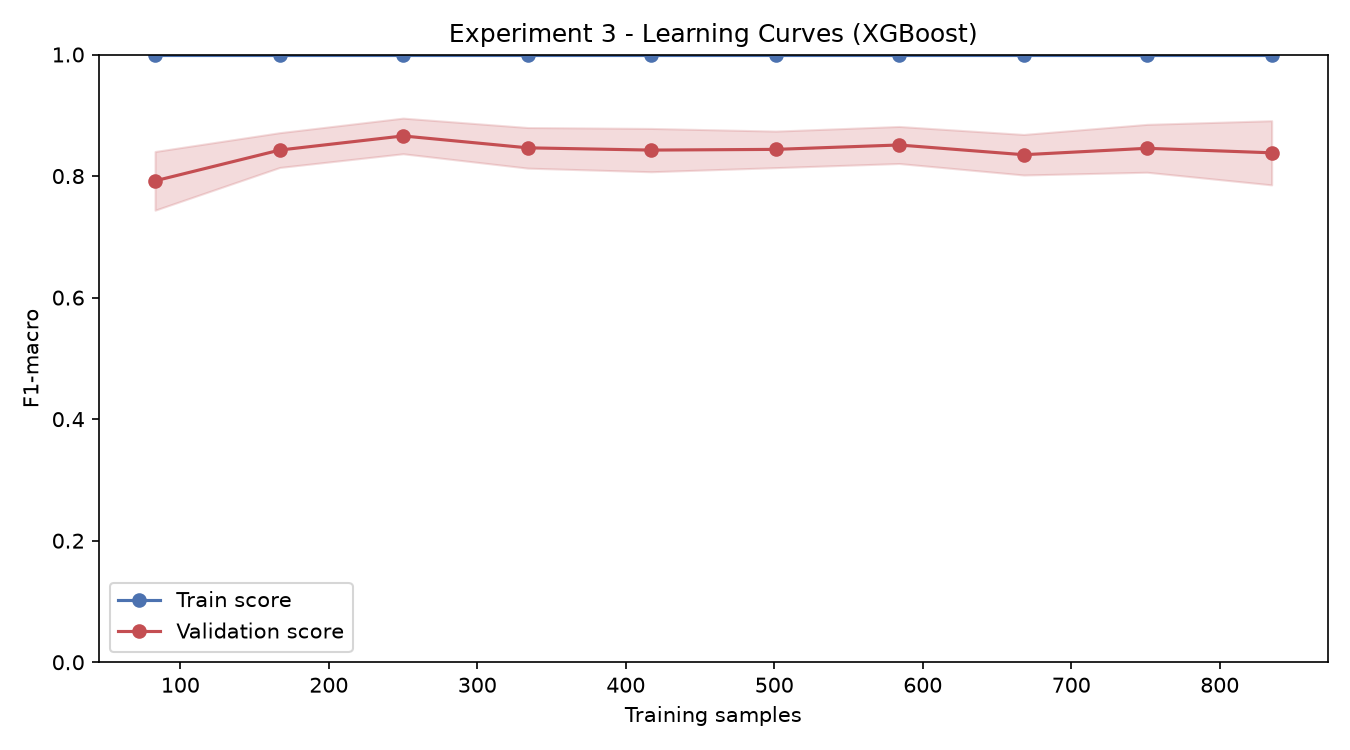 Experiment 3 - Learning Curves (XGBoost)
1.0
0.8
0.6
0.4
0.2
0.0
F1-macro
Train score
Validation score
100 200 300 400 500 600 700 800
Training samples